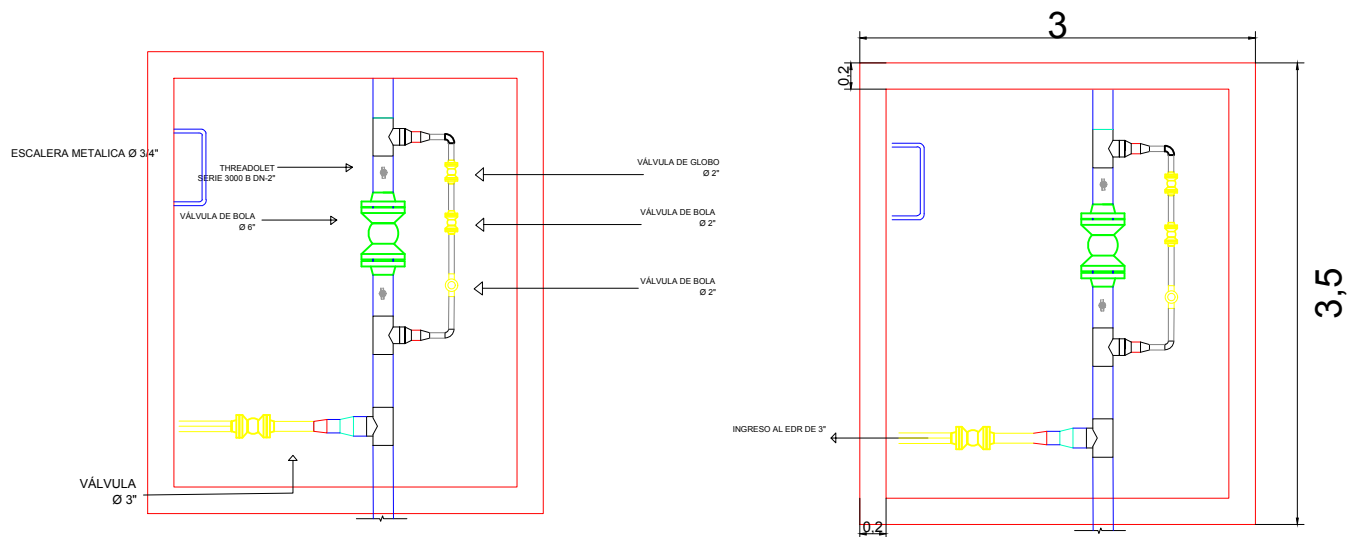 ESCALERA METALICA Ø 3/4"
THREADOLET
SERIE 3000 B DN-2"
VÁLVULA DE BOLA
Ø 6"
VÁLVULA DE GLOBO
Ø 2"
VÁLVULA DE BOLA
Ø 2"
VÁLVULA DE BOLA
Ø 2"
VÁLVULA
Ø 3"
3
0,2
3,5
INGRESO AL EDR DE 3"
0,2